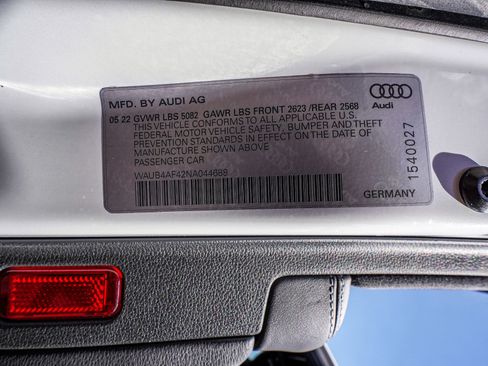 MFD. BY AUDI AG
05 22 GVWR LBS 5082 GAWR LBS FRONT 2623 /REAR 2568
THIS VEHICLE CONFORMS TO ALL APPLICABLE U.S.
FEDERAL MOTOR VEHICLE SAFETY, BUMPER AND THEFT
PREVENTION STANDARDS IN EFFECT ON THE DATE OF
MANUFACTURE SHOWN ABOVE
PASSENGER CAR
WAUB4AF42NA044688
Audi
1540027
GERMANY